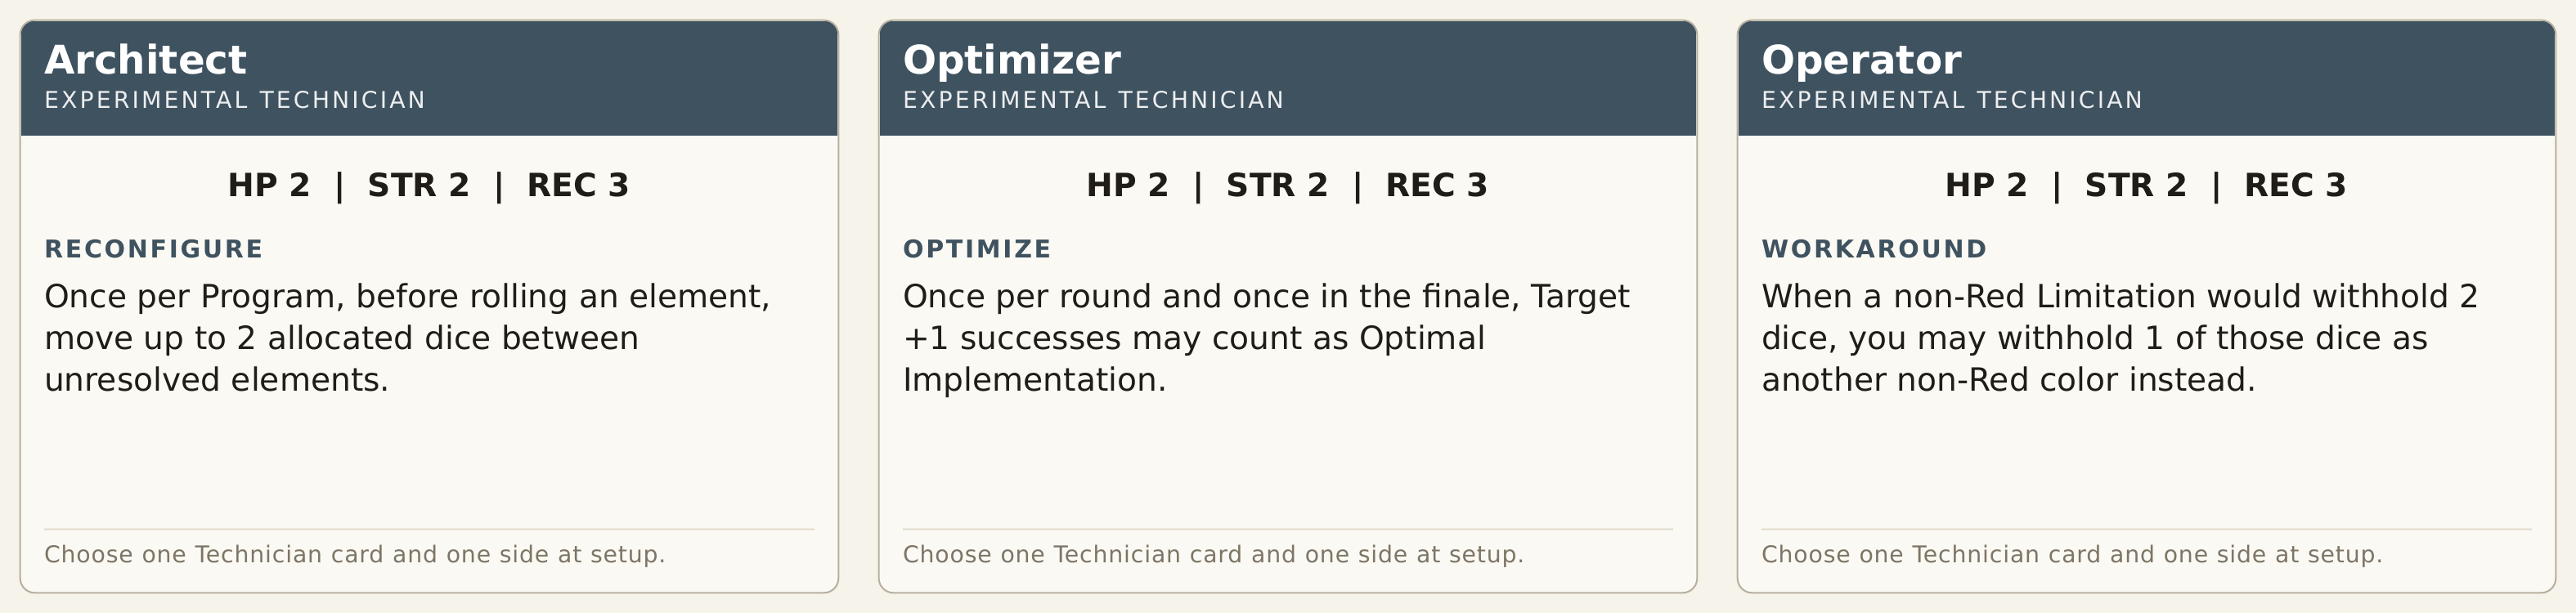 Architect
EXPERIMENTAL TECHNICIAN
HP 2 | STR 2 | REC 3
RECONFIGURE
Once per Program, before rolling an element,
move up to 2 allocated dice between
unresolved elements.
Choose one Technician card and one side at setup.
Optimizer
EXPERIMENTAL TECHNICIAN
HP 2 | STR 2 | REC 3
OPTIMIZE
Once per round and once in the finale, Target
+1 successes may count as Optimal
Implementation.
Choose one Technician card and one side at setup.
Operator
EXPERIMENTAL TECHNICIAN
HP 2 | STR 2 | REC 3
WORKAROUND
When a non-Red Limitation would withhold 2
dice, you may withhold 1 of those dice as
another non-Red color instead.
Choose one Technician card and one side at setup.